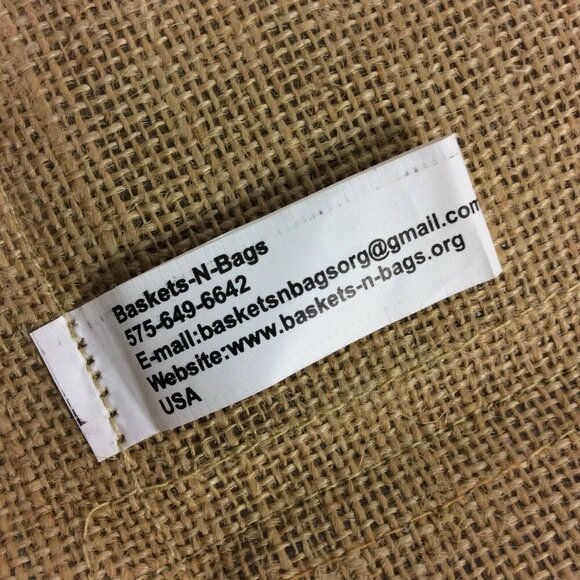 Baskets-N-Bags
575-649-6642
E-mail:basketsnbagsorg@gmail.com
Website:www.baskets-n-bags.org
USA